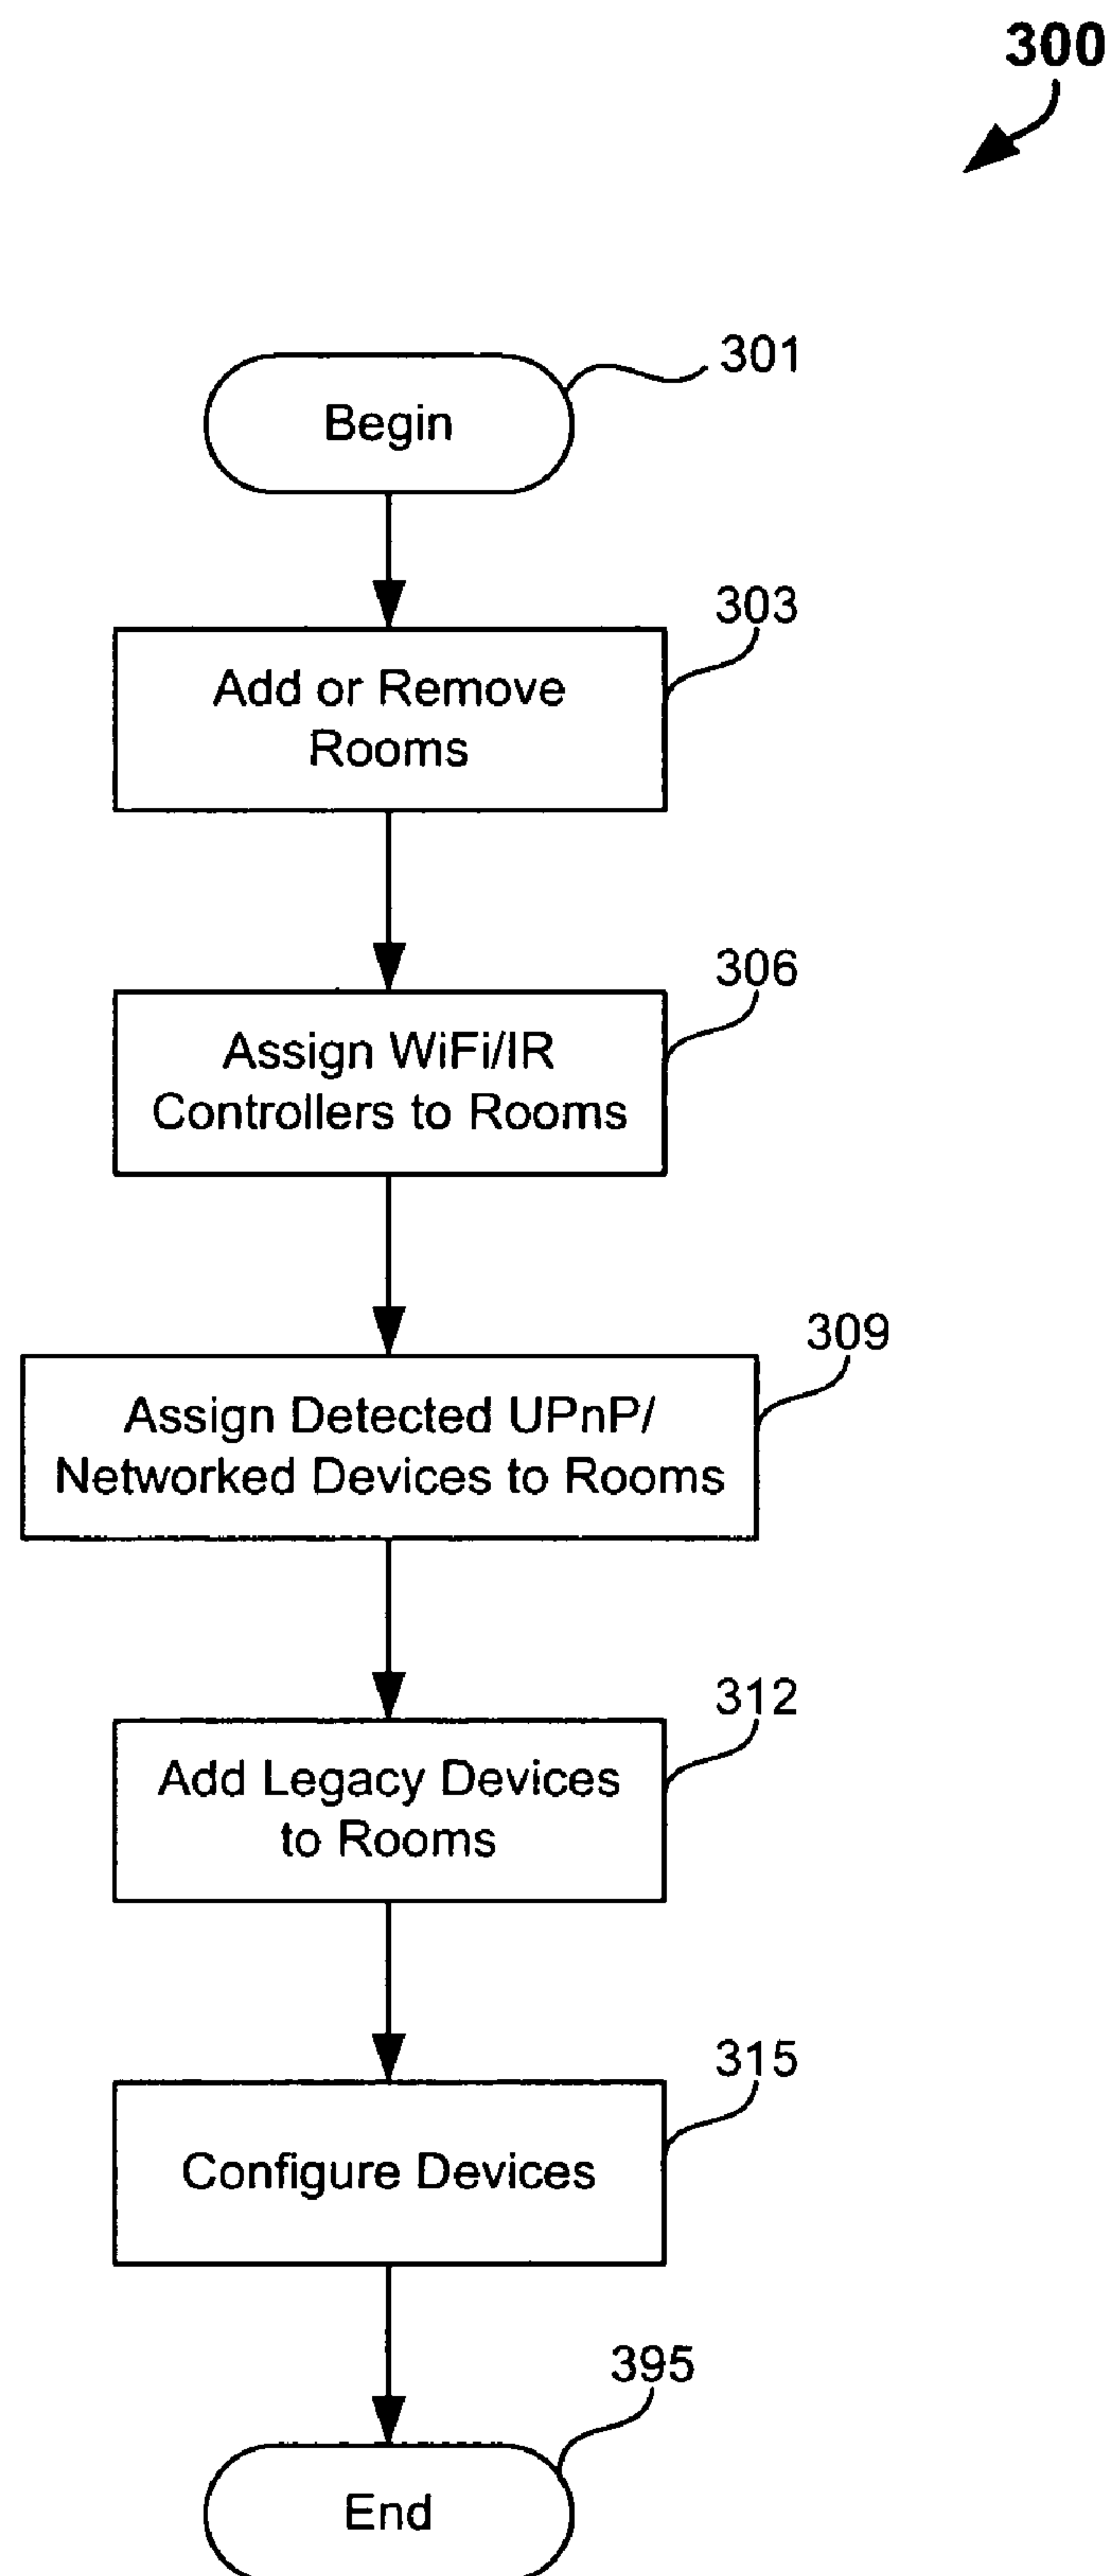 300
301
Begin
303
Add or Remove
Rooms
306
Assign WiFi/IR
Controllers to Rooms
309
Assign Detected UPnP/
Networked Devices to Rooms
312
Add Legacy Devices
to Rooms
315
Configure Devices
395
End